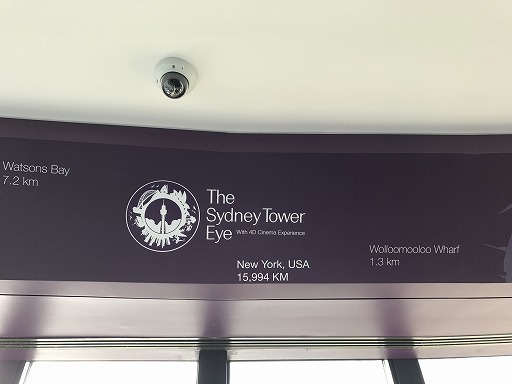 Watsons Bay
7.2 km
The
Sydney Tower
Eye With 4D Cinema Experience
New York, USA
15,994 KM
Wolloomooloo Wharf
1.3 km